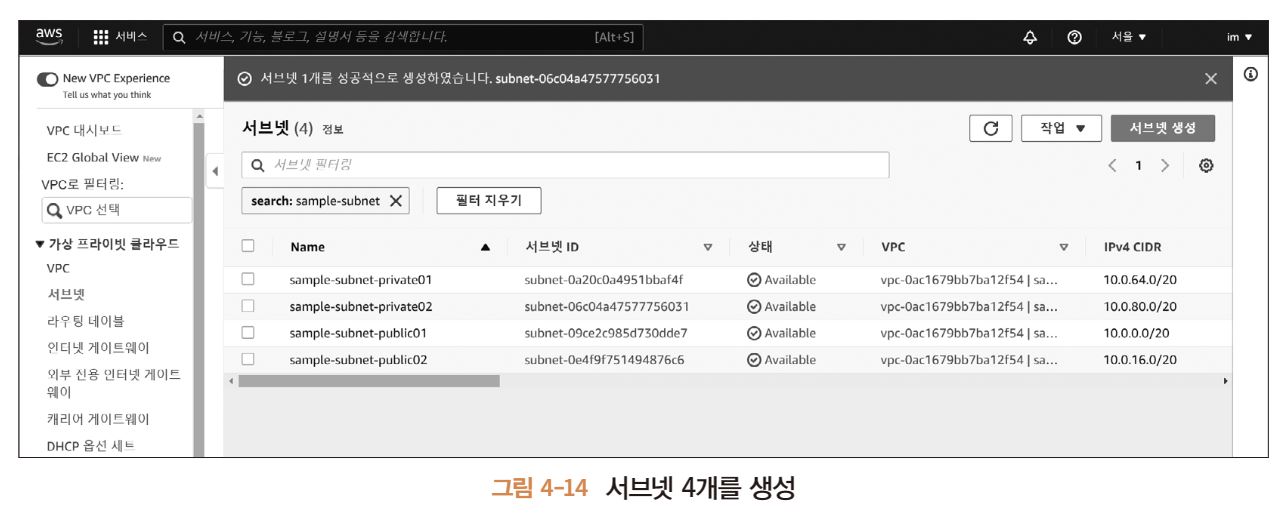 aws 서비스 서비스, 기능, 블로그, 설명서 등을 검색합니다. [Alt+S] 서울 ▼ im ▼
New VPC Experience
Tell us what you think
VPC 대시보드
EC2 Global View New
VPC로 필터링:
VPC 선택
▼ 가상 프라이빗 클라우드
VPC
서브넷
라우팅 테이블
인터넷 게이트웨이
외부 전용 인터넷 게이트
웨이
캐리어 게이트웨이
DHCP 옵션 세트
서브넷 1개를 성공적으로 생성하였습니다. subnet-06c04a47577756031
서브넷 (4) 정보
작업 ▼ 서브넷 생성
서브넷 필터링
1
search: sample-subnet
필터 지우기
Name 서브넷 ID 상태 VPC IPv4 CIDR
sample-subnet-private01 subnet-0a20c0a4951bbaf4f Available vpc-0ac1679bb7ba12f54 | sa... 10.0.64.0/20
sample-subnet-private02 subnet-06c04a47577756031 Available vpc-0ac1679bb7ba12f54 | sa... 10.0.80.0/20
sample-subnet-public01 subnet-09ce2c985d730dde7 Available vpc-0ac1679bb7ba12f54 | sa... 10.0.0.0/20
sample-subnet-public02 subnet-0e4f9f751494876c6 Available vpc-0ac1679bb7ba12f54 | sa... 10.0.16.0/20
그림 4-14 서브넷 4개를 생성